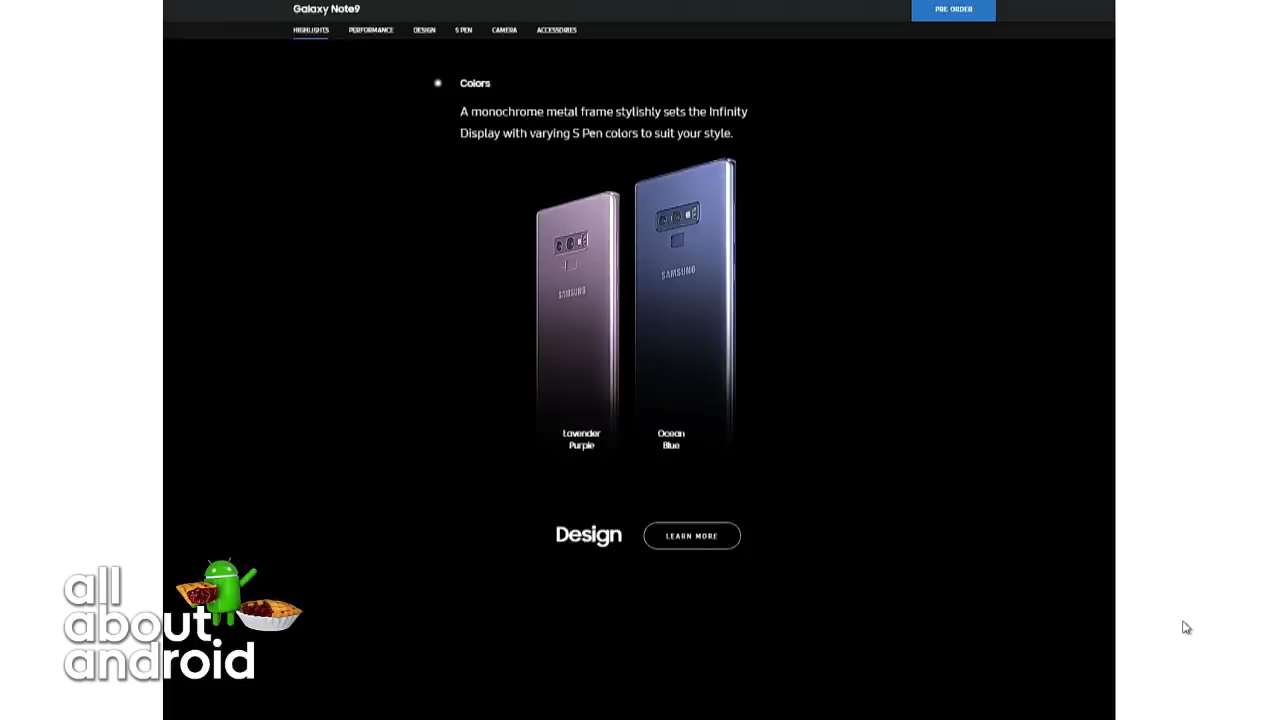 Galaxy Note9
PRE ORDER
HIGHLIGHTS PERFORMANCE DESIGN S PEN CAMERA ACCESSORIES
Colors
A monochrome metal frame stylishly sets the Infinity
Display with varying S Pen colors to suit your style.
SAMSUNG
SAMSUNG
Lavender
Purple
Ocean
Blue
Design
LEARN MORE
all
about
android